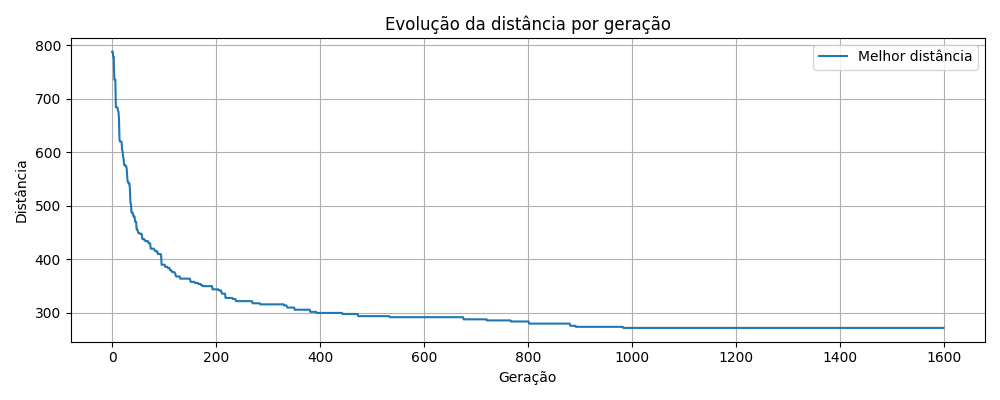 Evolução da distância por geração
Melhor distância
Distância
800
700
600
500
400
300
0 200 400 600 800 1000 1200 1400 1600
Geração